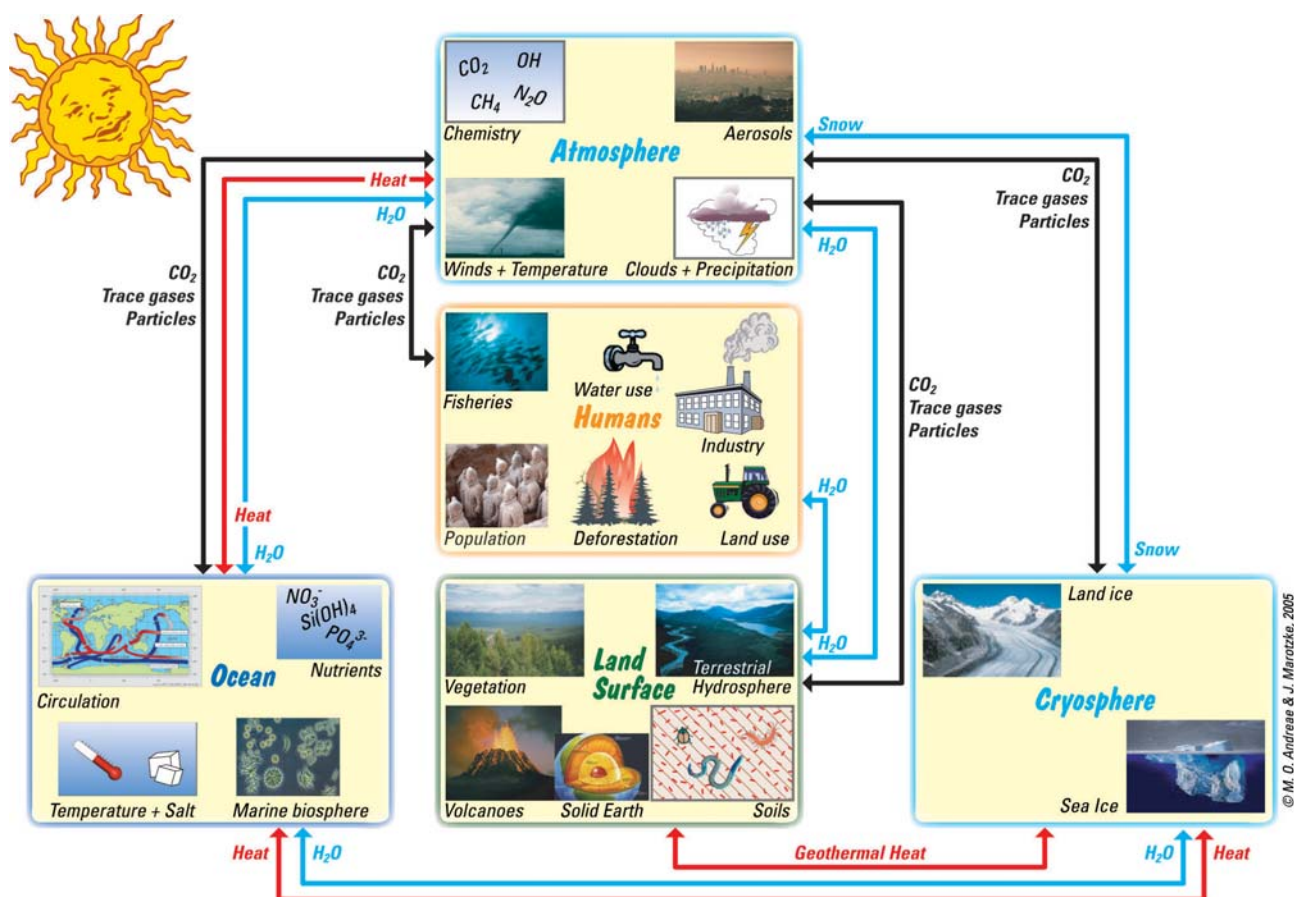 CO₂
OH
CH₄
N₂O
Chemistry
Aerosols
Atmosphere
Winds + Temperature
Clouds + Precipitation
Snow
Heat
H₂O
H₂O
CO₂
Trace gases
Particles
CO₂
Trace gases
Particles
CO₂
Trace gases
Particles
CO₂
Trace gases
Particles
Fisheries
Water use
Humans
Industry
Population
Deforestation
Land use
H₂O
Heat
H₂O
Snow
NO₃⁻
Si(OH)₄
PO₄³⁻
Nutrients
Ocean
Circulation
Temperature + Salt
Marine biosphere
H₂O
Land
Surface
Vegetation
Terrestrial
Hydrosphere
Volcanoes
Solid Earth
Soils
Land ice
Cryosphere
Sea Ice
Heat
H₂O
Geothermal Heat
H₂O
Heat
© M. O. Andreae & J. Marotzke, 2005